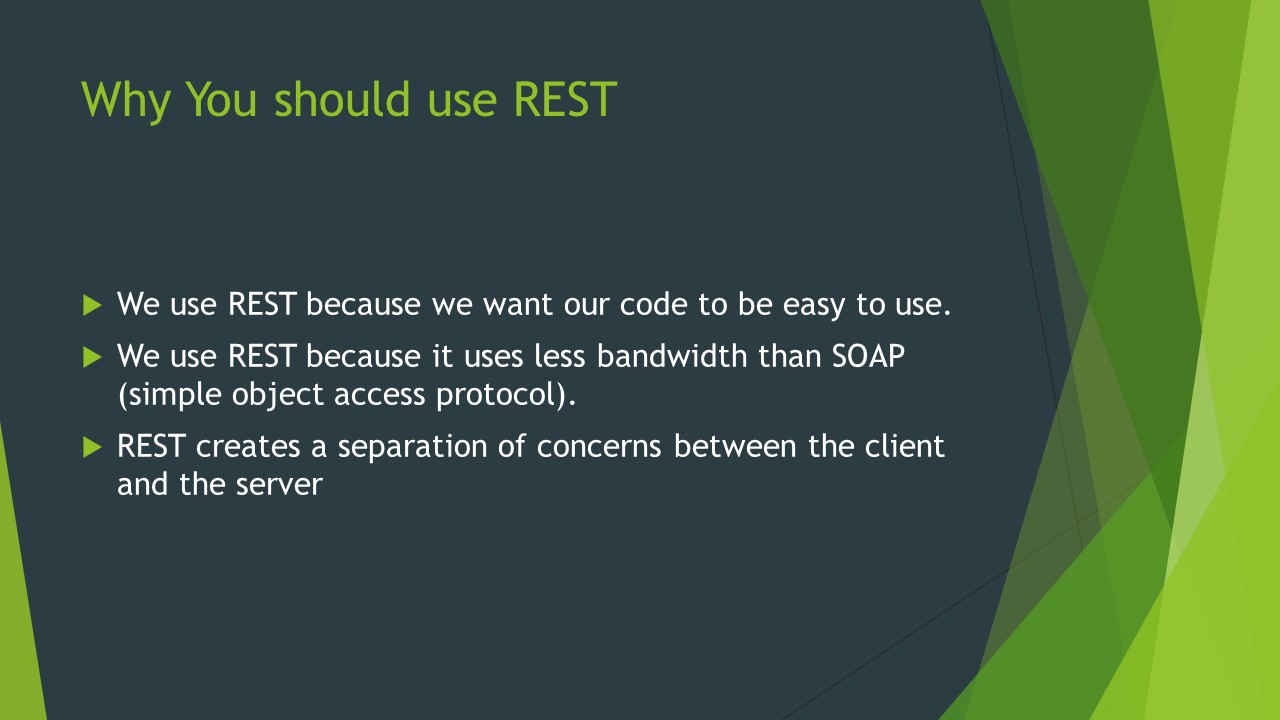 Why You should use REST
We use REST because we want our code to be easy to use.
We use REST because it uses less bandwidth than SOAP
(simple object access protocol).
REST creates a separation of concerns between the client
and the server